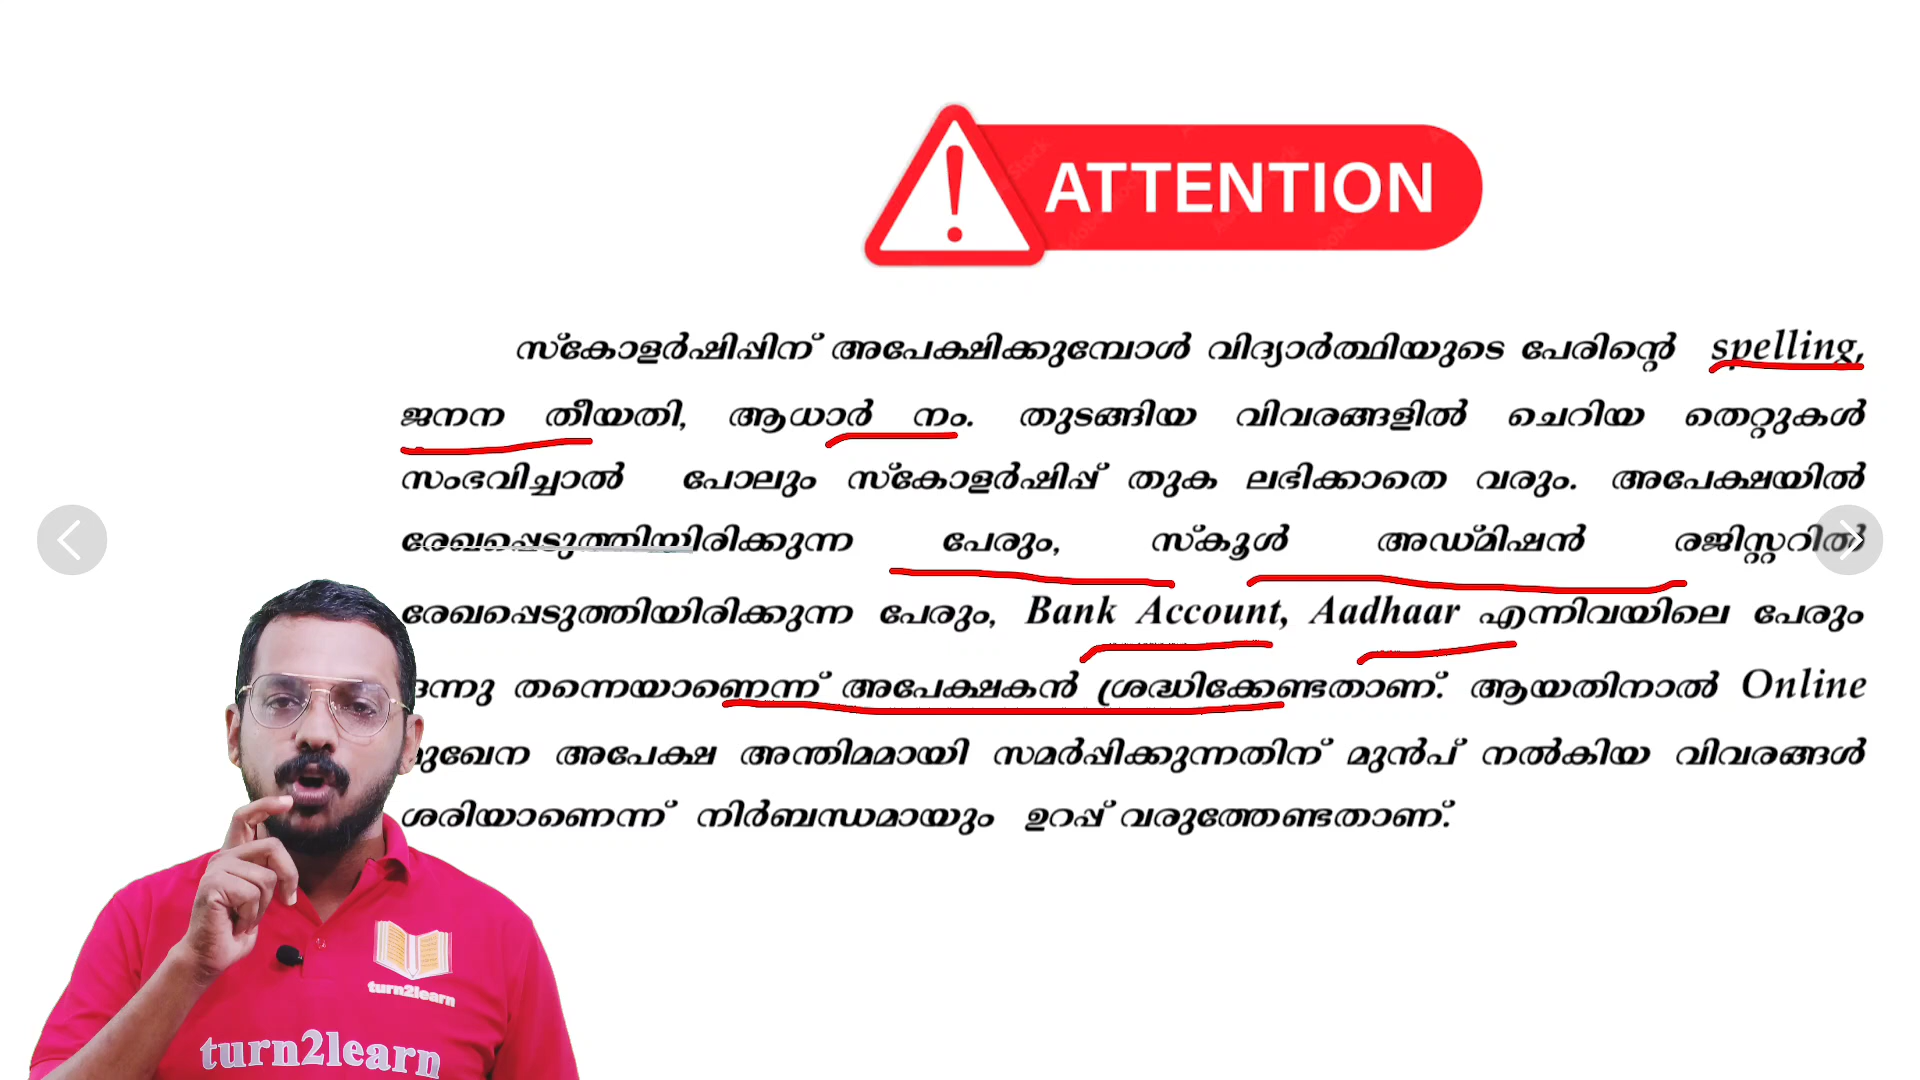 ATTENTION
സ്കോളർഷിപ്പിന് അപേക്ഷിക്കുമ്പോൾ വിദ്യാർത്ഥിയുടെ പേരിന്റെ spelling,
ജനന തീയതി, ആധാർ നം. തുടങ്ങിയ വിവരങ്ങളിൽ ചെറിയ തെറ്റുകൾ
സംഭവിച്ചാൽ പോലും സ്കോളർഷിപ്പ് തുക ലഭിക്കാതെ വരും. അപേക്ഷയിൽ
രേഖപ്പെടുത്തിയിരിക്കുന്ന പേരും, സ്കൂൾ അഡ്മിഷൻ രജിസ്റ്ററിൽ
രേഖപ്പെടുത്തിയിരിക്കുന്ന പേരും, Bank Account, Aadhaar എന്നിവയിലെ പേരും
ഒന്നു തന്നെയാണെന്ന് അപേക്ഷകൻ ശ്രദ്ധിക്കേണ്ടതാണ്. ആയതിനാൽ Online
മുഖേന അപേക്ഷ അന്തിമമായി സമർപ്പിക്കുന്നതിന് മുൻപ് നൽകിയ വിവരങ്ങൾ
ശരിയാണെന്ന് നിർബന്ധമായും ഉറപ്പ് വരുത്തേണ്ടതാണ്.
turn2learn
turn2learn